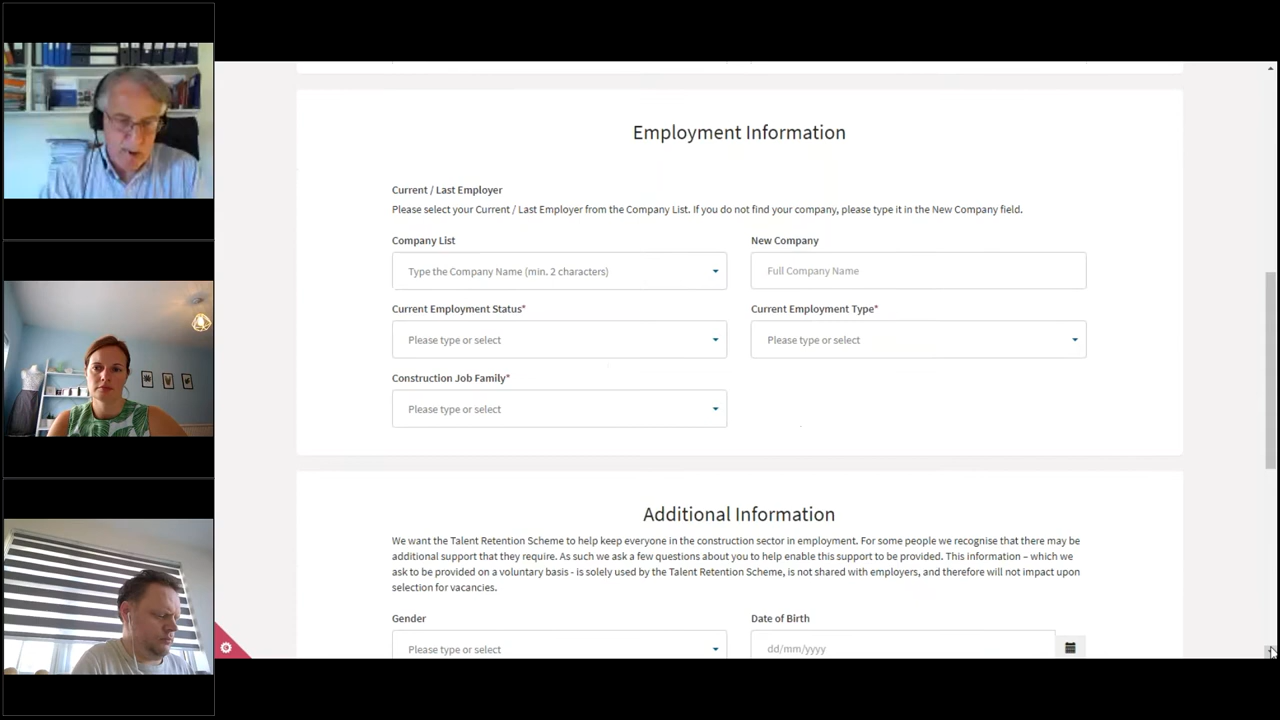 Employment Information
Current / Last Employer
Please select your Current / Last Employer from the Company List. If you do not find your company, please type it in the New Company field.
Company List
New Company
Type the Company Name (min. 2 characters)
Full Company Name
Current Employment Status*
Current Employment Type*
Please type or select
Please type or select
Construction Job Family*
Please type or select
Additional Information
We want the Talent Retention Scheme to help keep everyone in the construction sector in employment. For some people we recognise that there may be
additional support that they require. As such we ask a few questions about you to help enable this support to be provided. This information – which we
ask to be provided on a voluntary basis - is solely used by the Talent Retention Scheme, is not shared with employers, and therefore will not impact upon
selection for vacancies.
Gender
Date of Birth
Please type or select
dd/mm/yyyy